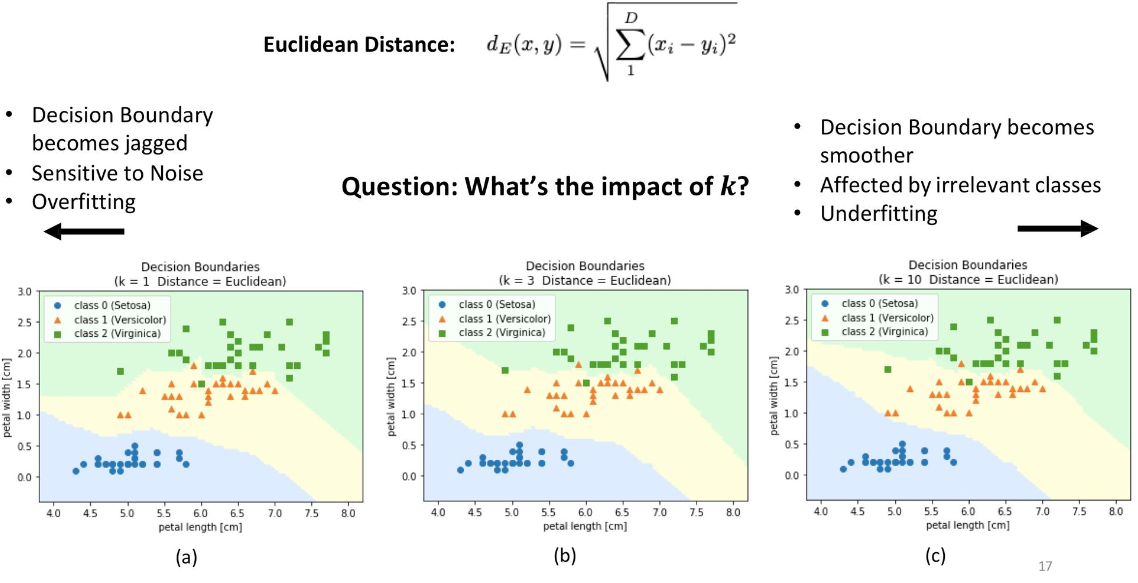 Euclidean Distance: d_E(x, y) = √(∑_1^D (x_i − y_i)²)
• Decision Boundary
becomes jagged
• Sensitive to Noise
• Overfitting
Question: What's the impact of k?
• Decision Boundary becomes
smoother
• Affected by irrelevant classes
• Underfitting
Decision Boundaries
(k = 1 Distance = Euclidean)
class 0 (Setosa)
class 1 (Versicolor)
class 2 (Virginica)
petal width [cm]
3.0
2.5
2.0
1.5
1.0
0.5
0.0
4.0 4.5 5.0 5.5 6.0 6.5 7.0 7.5 8.0
petal length [cm]
(a)
Decision Boundaries
(k = 3 Distance = Euclidean)
class 0 (Setosa)
class 1 (Versicolor)
class 2 (Virginica)
petal width [cm]
3.0
2.5
2.0
1.5
1.0
0.5
0.0
4.0 4.5 5.0 5.5 6.0 6.5 7.0 7.5 8.0
petal length [cm]
(b)
Decision Boundaries
(k = 10 Distance = Euclidean)
class 0 (Setosa)
class 1 (Versicolor)
class 2 (Virginica)
petal width [cm]
3.0
2.5
2.0
1.5
1.0
0.5
0.0
4.0 4.5 5.0 5.5 6.0 6.5 7.0 7.5 8.0
petal length [cm]
(c)
17